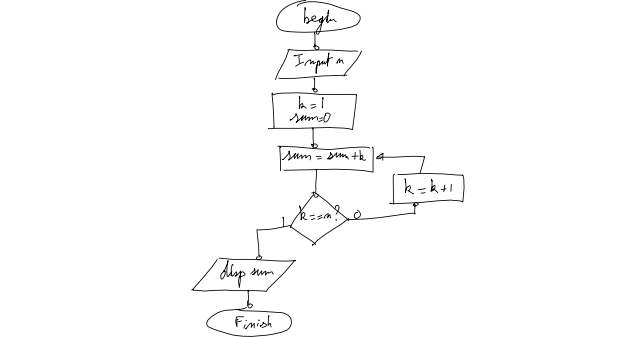 begin
Input n
k = 1
sum=0
sum = sum + k
k = k + 1
k == n?
1
0
disp sum
Finish